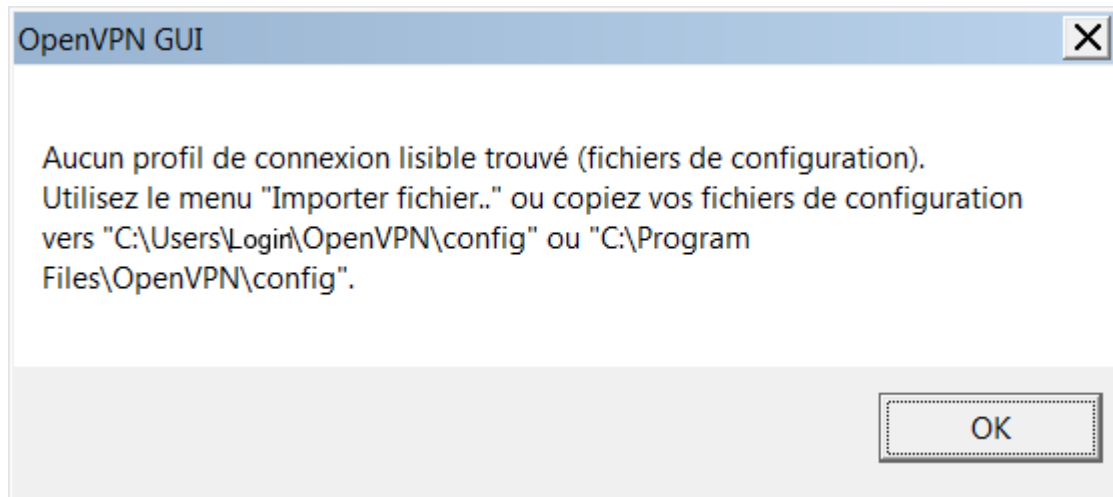 OpenVPN GUI
Aucun profil de connexion lisible trouvé (fichiers de configuration).
Utilisez le menu "Importer fichier.." ou copiez vos fichiers de configuration
vers "C:\Users\Login\OpenVPN\config" ou "C:\Program
Files\OpenVPN\config".
OK